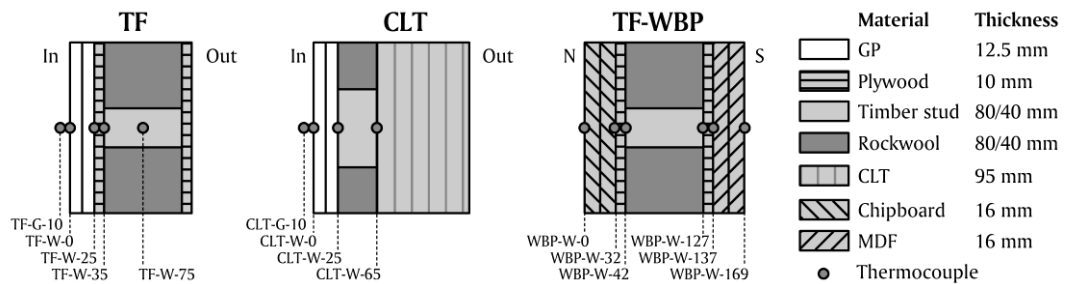 TF
In
Out
TF-G-10
TF-W-0
TF-W-25
TF-W-35
TF-W-75
CLT
In
Out
CLT-G-10
CLT-W-0
CLT-W-25
CLT-W-65
TF-WBP
N
S
WBP-W-0
WBP-W-32
WBP-W-42
WBP-W-127
WBP-W-137
WBP-W-169
Material Thickness
GP 12.5 mm
Plywood 10 mm
Timber stud 80/40 mm
Rockwool 80/40 mm
CLT 95 mm
Chipboard 16 mm
MDF 16 mm
Thermocouple